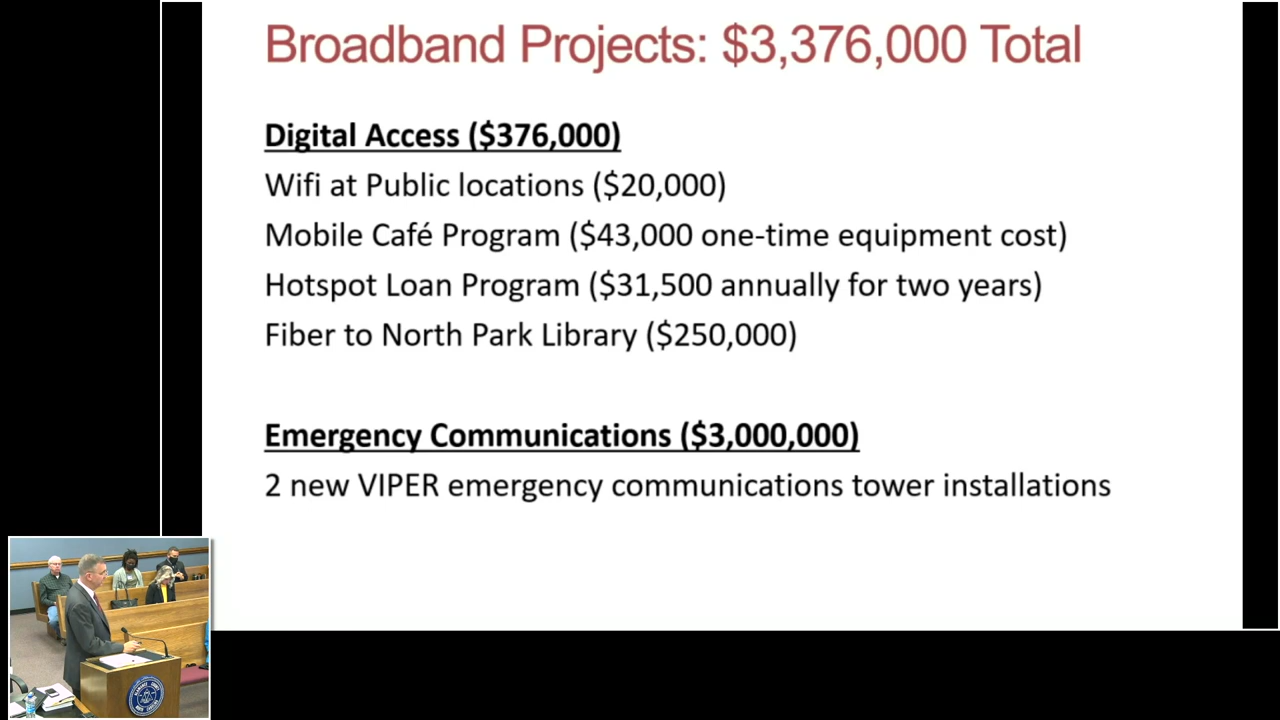 Broadband Projects: $3,376,000 Total
Digital Access ($376,000)
Wifi at Public locations ($20,000)
Mobile Café Program ($43,000 one-time equipment cost)
Hotspot Loan Program ($31,500 annually for two years)
Fiber to North Park Library ($250,000)
Emergency Communications ($3,000,000)
2 new VIPER emergency communications tower installations